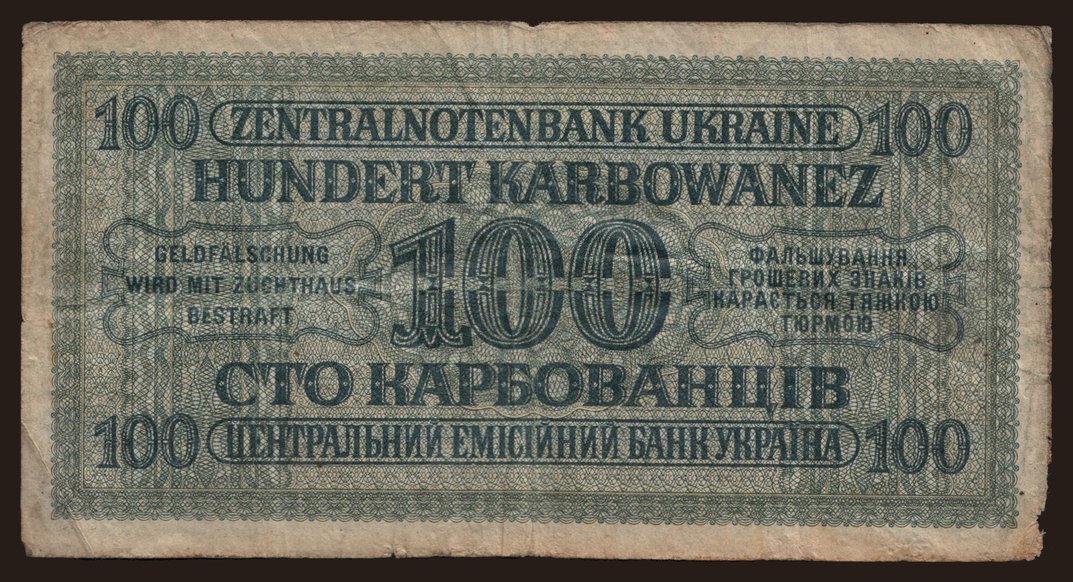 100 ZENTRALNOTENBANK UKRAINE 100
HUNDERT KARBOWANEZ
GELDFÄLSCHUNG
WIRD MIT ZUCHTHAUS
BESTRAFT
100
ФАЛЬШУВАННЯ
ГРОШЕВИХ ЗНАКІВ
КАРАЄТЬСЯ ТЯЖКОЮ
ТЮРМОЮ
СТО КАРБОВАНЦІВ
100 ЦЕНТРАЛЬНИЙ ЕМІСІЙНИЙ БАНК УКРАЇНА 100